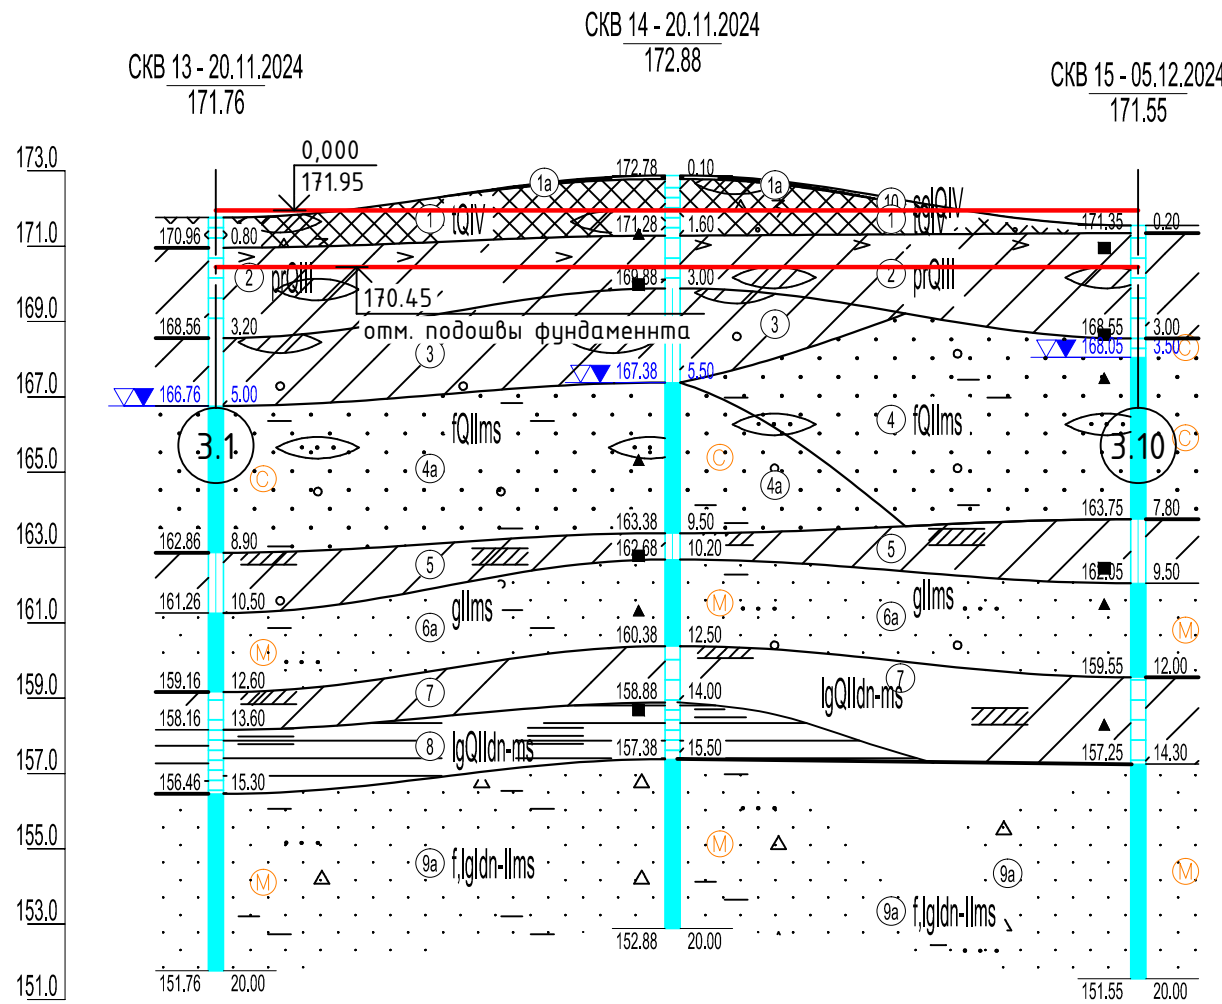 СКВ 14 - 20.11.2024
172.88
СКВ 13 - 20.11.2024
171.76
СКВ 15 - 05.12.2024
171.55
173.0
0,000
171.95
172.78 0.10
1а
1а
1 tQIV
1
171.28 1.60
171.35 0.20
171.0
170.96 0.80
2 prQIII
2 prQIII
169.88 3.00
170.45
отм. подошвы фундаменнта
169.0
168.56 3.20
3
3
168.55 3.00
168.05 3.50
С
167.0
166.76 5.00
167.38 5.50
fQIIms
4 fQIIms
3.1
3.10
С
С
С
165.0
4а
4а
163.0
162.86 8.90
163.38 9.50
163.75 7.80
162.68 10.20
5
5
162.05 9.50
161.0
161.26 10.50
gIIms
gIIms
6а
6а
М
М
М
160.38 12.50
159.55 12.00
159.0
159.16 12.60
7
7
158.88 14.00
lgQIIdn-ms
158.16 13.60
8 lgQIIdn-ms
157.38 15.50
157.25 14.30
157.0
156.46 15.30
155.0
9а f,lgIdn-IIms
М
М
М
9а
153.0
9а f,lgIdn-IIms
152.88 20.00
151.76 20.00
151.55 20.00
151.0